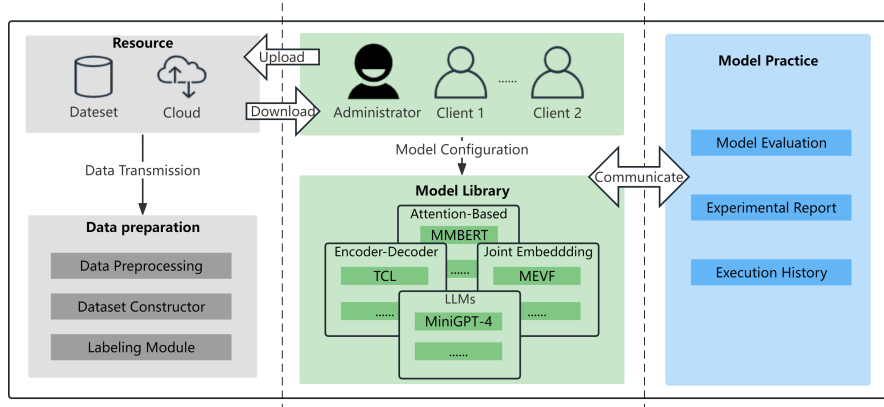 Resource
Dateset
Cloud
Upload
Download
Administrator
Client 1
......
Client 2
Data Transmission
Model Configuration
Data preparation
Data Preprocessing
Dataset Constructor
Labeling Module
Model Library
Attention-Based
MMBERT
......
Encoder-Decoder
TCL
......
Joint Embeddding
MEVF
......
LLMs
MiniGPT-4
......
Communicate
Model Practice
Model Evaluation
Experimental Report
Execution History